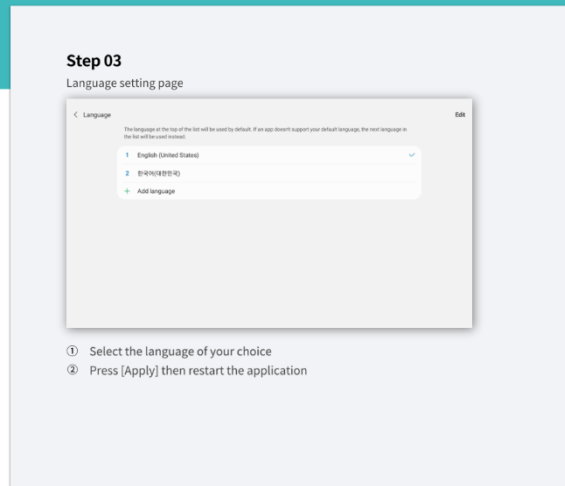 Step 03
Language setting page
< Language
Edit
The language at the top of the list will be used by default. If an app doesn't support your default language, the next language in
the list will be used instead.
1 English (United States)
2 한국어(대한민국)
+ Add language
① Select the language of your choice
② Press [Apply] then restart the application